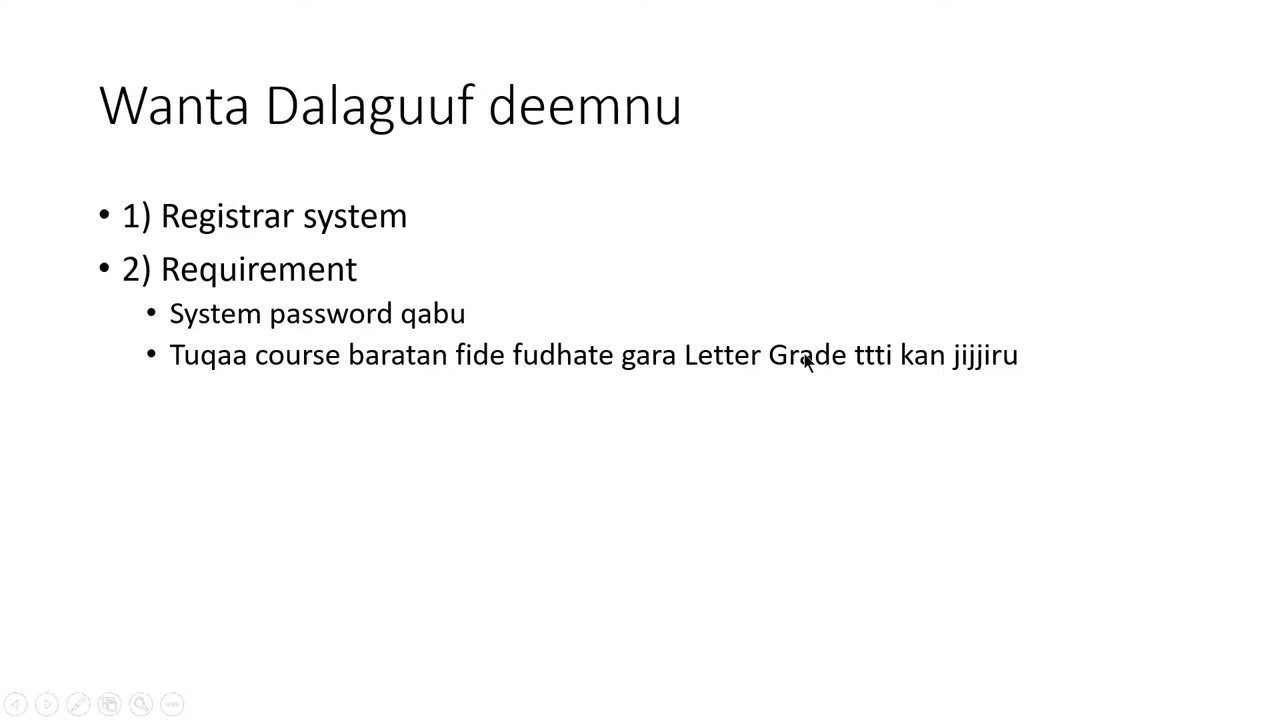 Wanta Dalaguuf deemnu
• 1) Registrar system
• 2) Requirement
• System password qabu
• Tuqaa course baratan fide fudhate gara Letter Grade ttti kan jijjiru